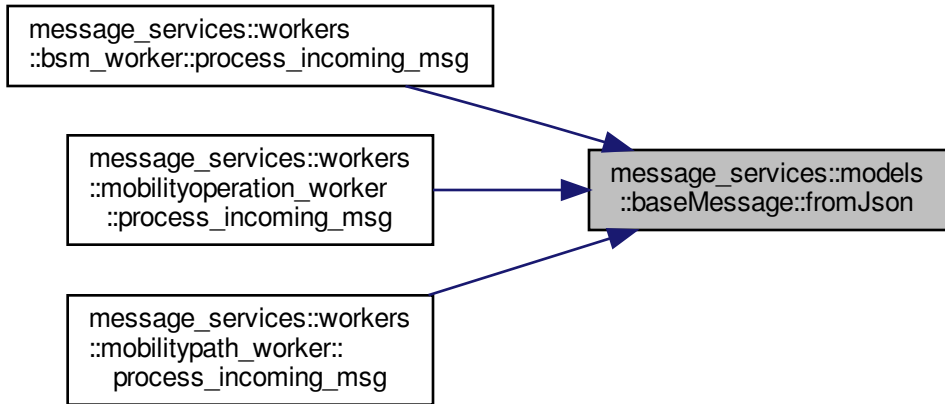 message_services::workers
::bsm_worker::process_incoming_msg
message_services::workers
::mobilityoperation_worker
::process_incoming_msg
message_services::models
::baseMessage::fromJson
message_services::workers
::mobilitypath_worker::
process_incoming_msg